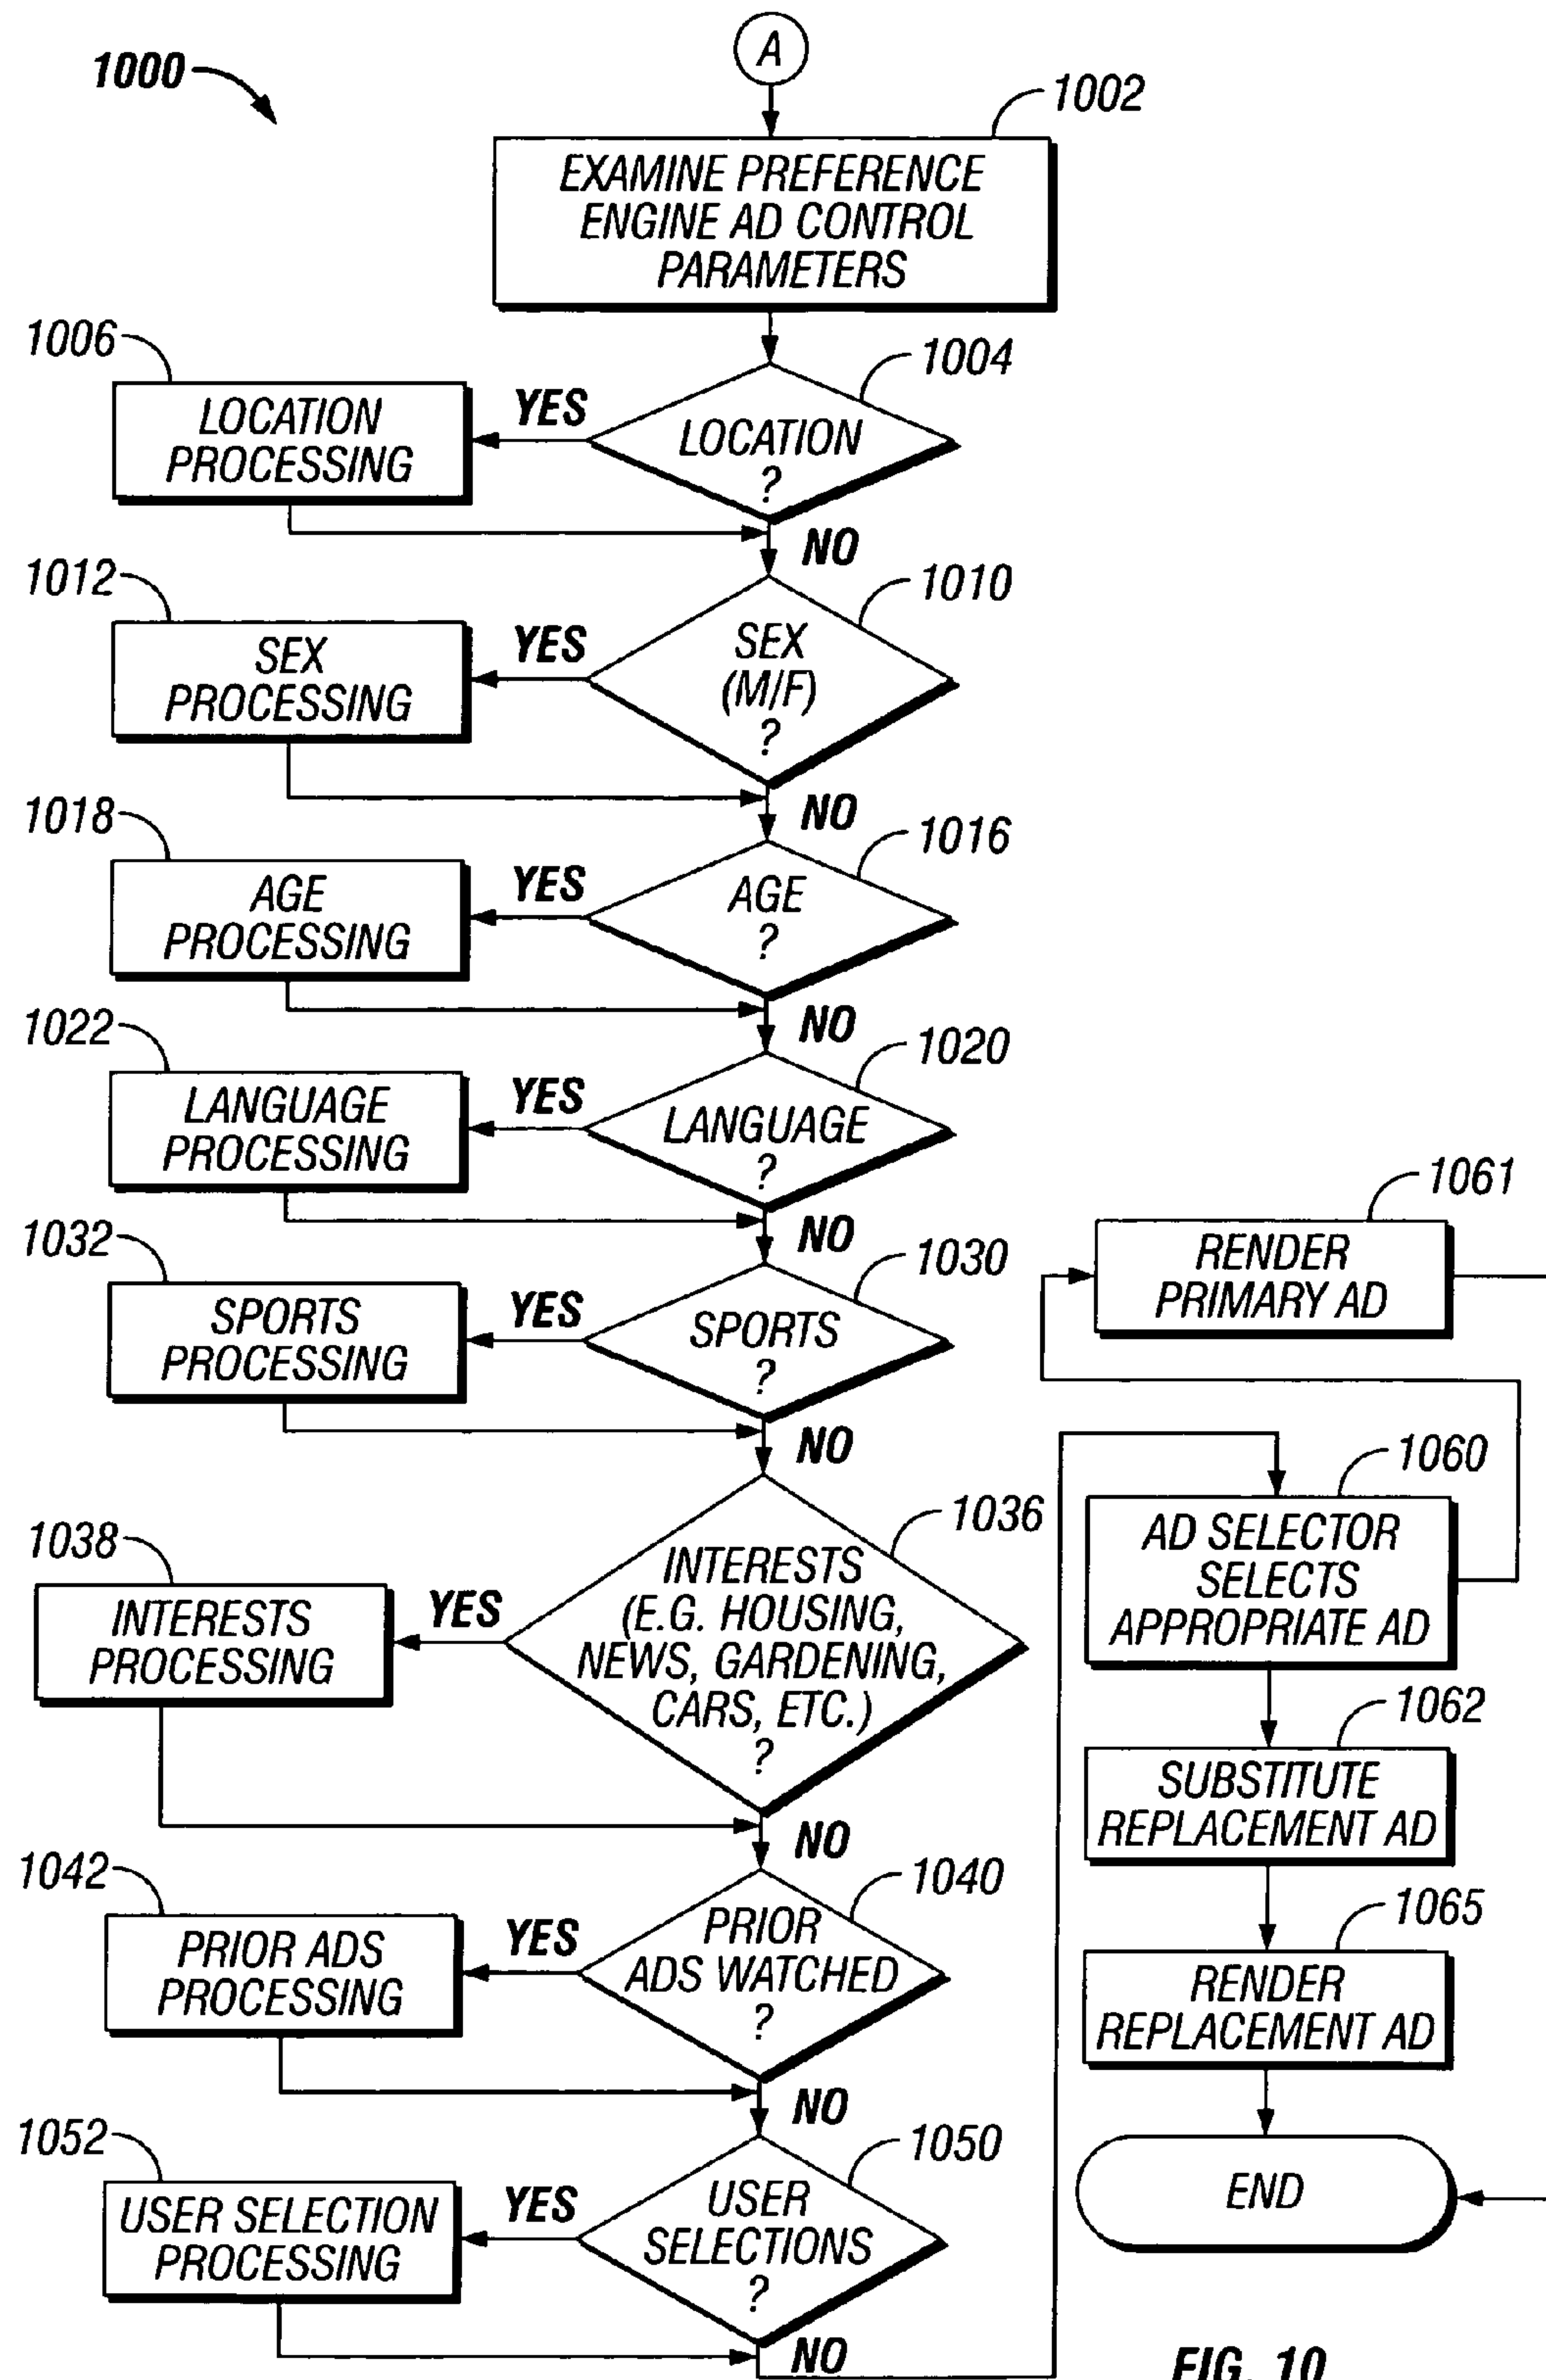 1000
A
1002
EXAMINE PREFERENCE
ENGINE AD CONTROL
PARAMETERS
1006
LOCATION
PROCESSING
YES
1004
LOCATION
?
NO
1012
SEX
PROCESSING
YES
1010
SEX
(M/F)
?
NO
1018
AGE
PROCESSING
YES
1016
AGE
?
NO
1022
LANGUAGE
PROCESSING
YES
1020
LANGUAGE
?
NO
1032
SPORTS
PROCESSING
YES
1030
SPORTS
?
NO
1038
INTERESTS
PROCESSING
YES
1036
INTERESTS
(E.G. HOUSING,
NEWS, GARDENING,
CARS, ETC.)
?
NO
1042
PRIOR ADS
PROCESSING
YES
1040
PRIOR
ADS WATCHED
?
NO
1052
USER SELECTION
PROCESSING
YES
1050
USER
SELECTIONS
?
NO
1061
RENDER
PRIMARY AD
1060
AD SELECTOR
SELECTS
APPROPRIATE AD
1062
SUBSTITUTE
REPLACEMENT AD
1065
RENDER
REPLACEMENT AD
END
FIG. 10